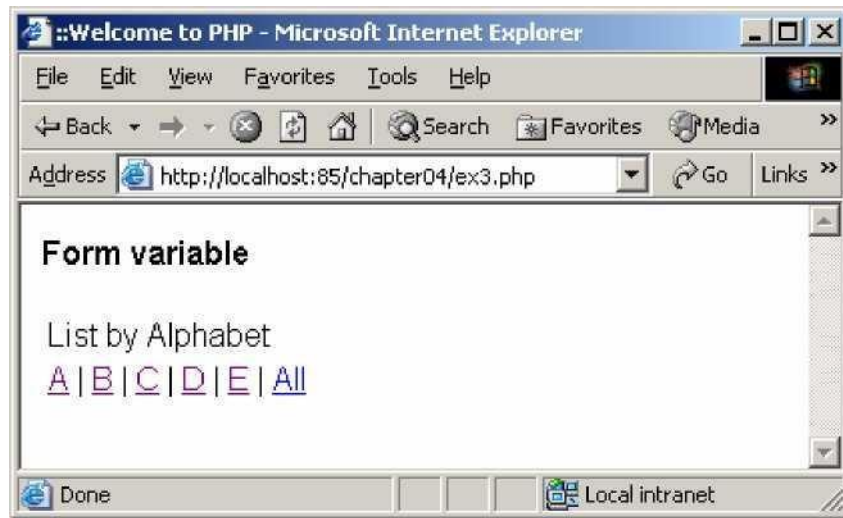 ::Welcome to PHP - Microsoft Internet Explorer
File Edit View Favorites Tools Help
Back Search Favorites Media »
Address http://localhost:85/chapter04/ex3.php Go Links »
Form variable
List by Alphabet
A | B | C | D | E | All
Done Local intranet